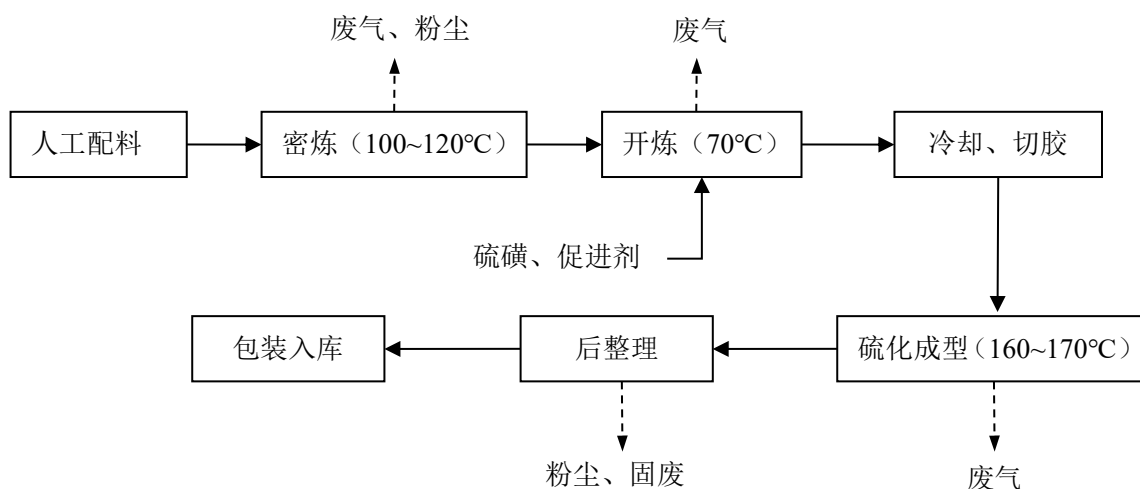 废气、粉尘
废气
人工配料
密炼（100~120℃）
开炼（70℃）
冷却、切胶
硫磺、促进剂
包装入库
后整理
硫化成型（160~170℃）
粉尘、固废
废气